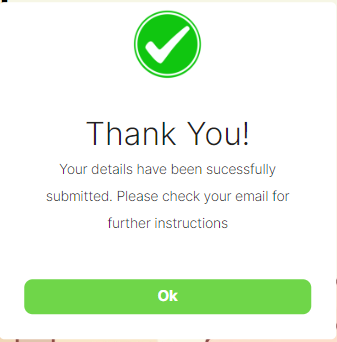 Thank You!
Your details have been sucessfully
submitted. Please check your email for
further instructions
Ok